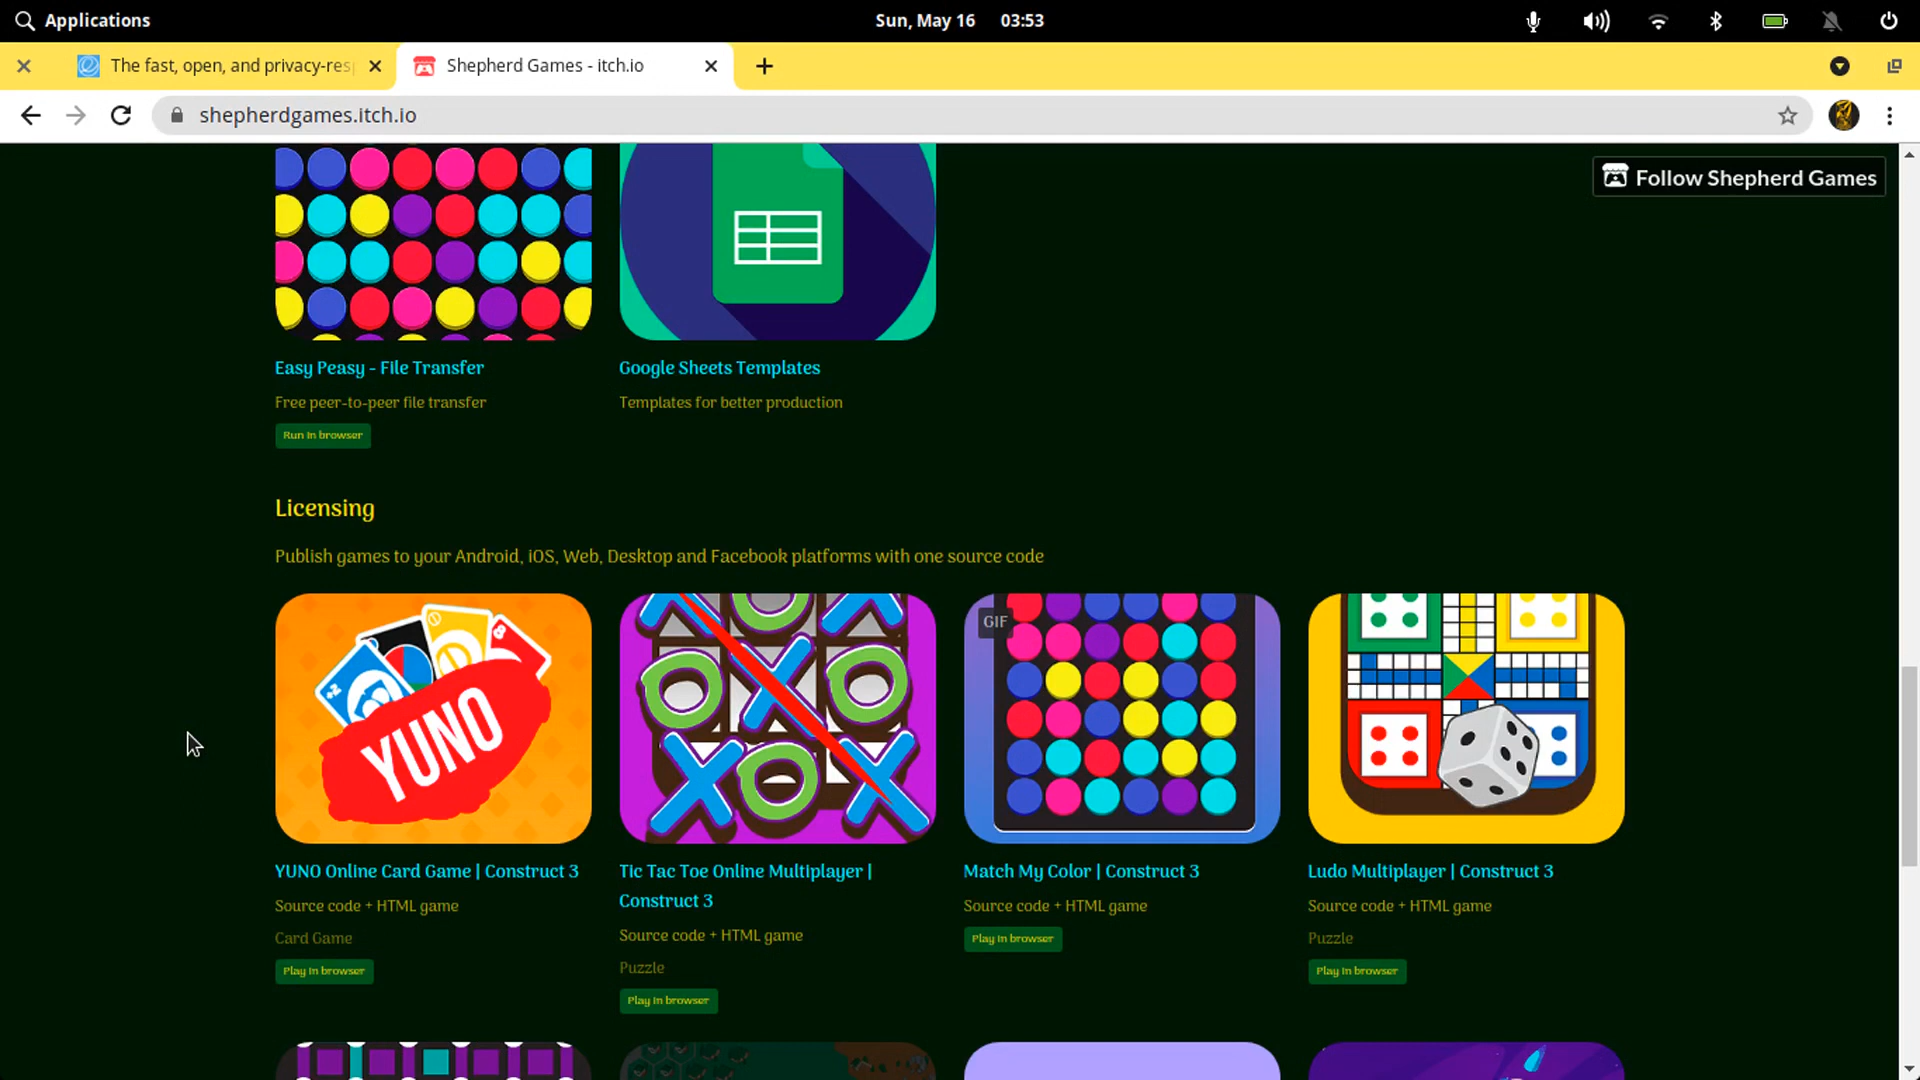 Applications
Sun, May 16 03:53
The fast, open, and privacy-res
Shepherd Games - itch.io
shepherdgames.itch.io
Follow Shepherd Games
Easy Peasy - File Transfer
Google Sheets Templates
Free peer-to-peer file transfer
Templates for better production
Run in browser
Licensing
Publish games to your Android, iOS, Web, Desktop and Facebook platforms with one source code
+2
8
YUNO
GIF
YUNO Online Card Game | Construct 3
Source code + HTML game
Card Game
Play in browser
Tic Tac Toe Online Multiplayer |
Construct 3
Source code + HTML game
Puzzle
Play in browser
Match My Color | Construct 3
Source code + HTML game
Play in browser
Ludo Multiplayer | Construct 3
Source code + HTML game
Puzzle
Play in browser